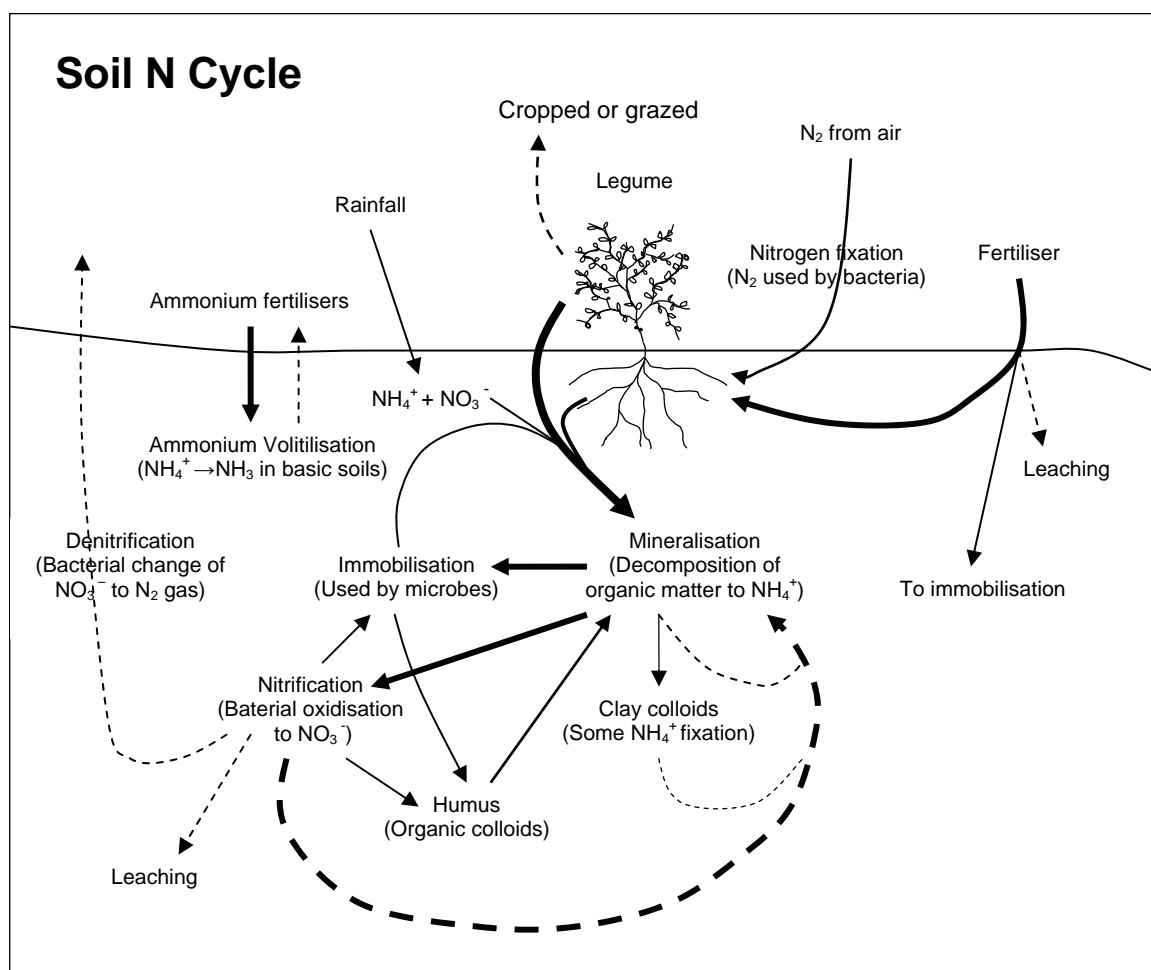 Soil N Cycle
Cropped or grazed
N₂ from air
Legume
Rainfall
Nitrogen fixation
(N₂ used by bacteria)
Fertiliser
Ammonium fertilisers
NH₄⁺ + NO₃⁻
Ammonium Volitilisation
(NH₄⁺ →NH₃ in basic soils)
Leaching
Denitrification
(Bacterial change of
NO₃⁻ to N₂ gas)
Immobilisation
(Used by microbes)
Mineralisation
(Decomposition of
organic matter to NH₄⁺)
To immobilisation
Nitrification
(Baterial oxidisation
to NO₃⁻)
Clay colloids
(Some NH₄⁺ fixation)
Humus
(Organic colloids)
Leaching